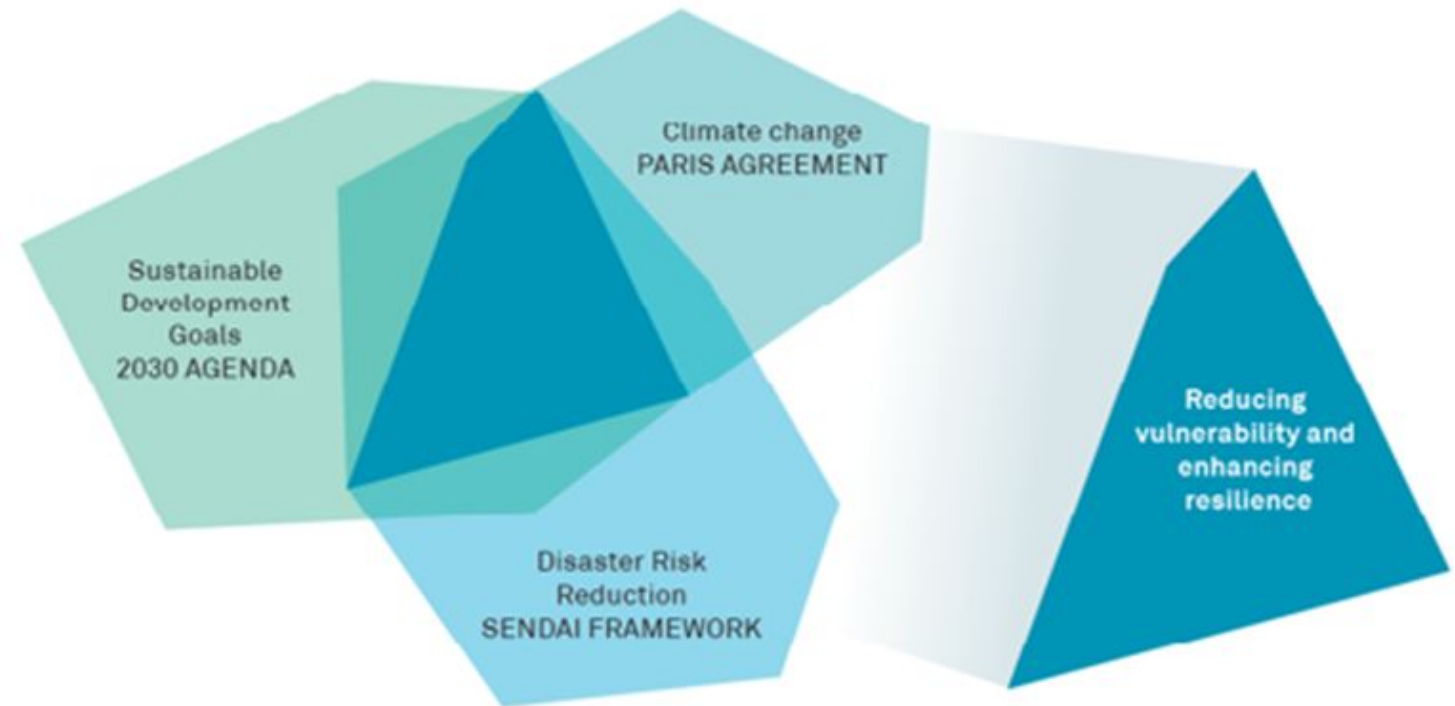 Climate change
PARIS AGREEMENT
Sustainable
Development
Goals
2030 AGENDA
Disaster Risk
Reduction
SENDAI FRAMEWORK
Reducing
vulnerability and
enhancing
resilience